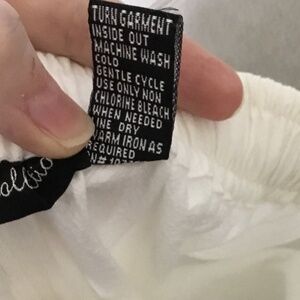 TURN GARMENT
INSIDE OUT
MACHINE WASH
COLD
GENTLE CYCLE
USE ONLY NON
CHLORINE BLEACH
WHEN NEEDED
INE DRY
WARM IRON AS
REQUIRED